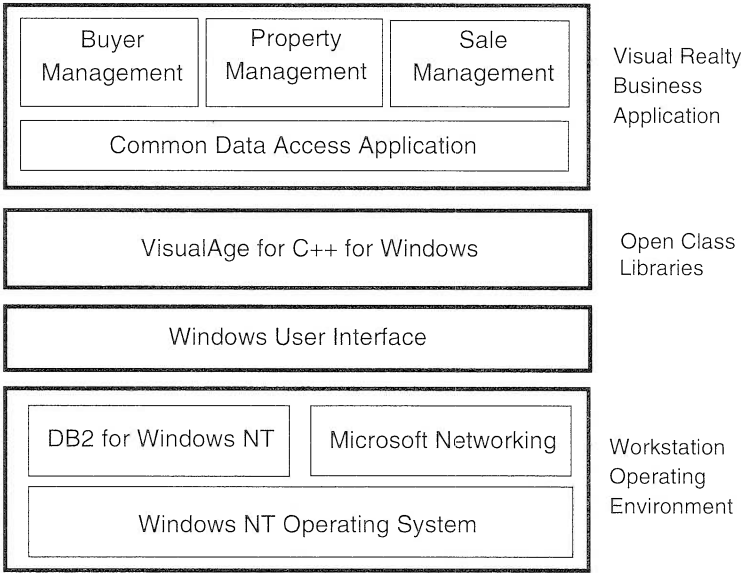 Buyer
Management
Property
Management
Sale
Management
Visual Realty
Business
Application
Common Data Access Application
VisualAge for C++ for Windows
Open Class
Libraries
Windows User Interface
DB2 for Windows NT
Microsoft Networking
Workstation
Operating
Environment
Windows NT Operating System